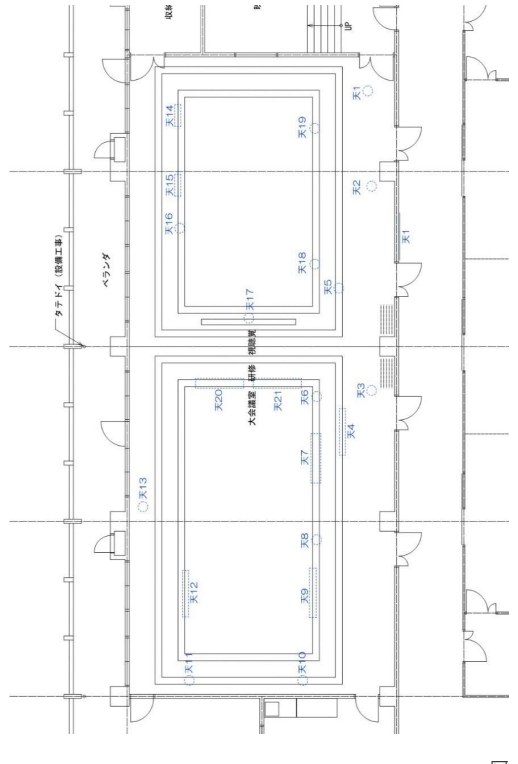 UP
天1
天14
天19
天15
天2
天16
天18
天5
天17
タテドイ（設備工事）
ベランダ
天1
大会議室 研修 視聴覚
天20
天21
天6
天3
天7
天4
天13
天8
天12
天9
天11
天10